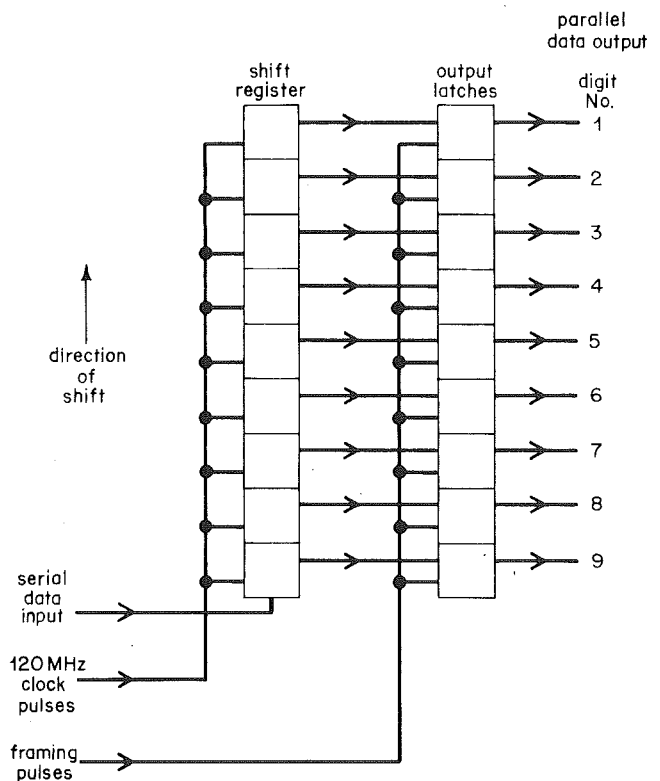 parallel
data output
shift
register
output
latches
digit
No.
1
2
3
4
5
6
7
8
9
direction
of
shift
serial
data
input
120 MHz
clock
pulses
framing
pulses